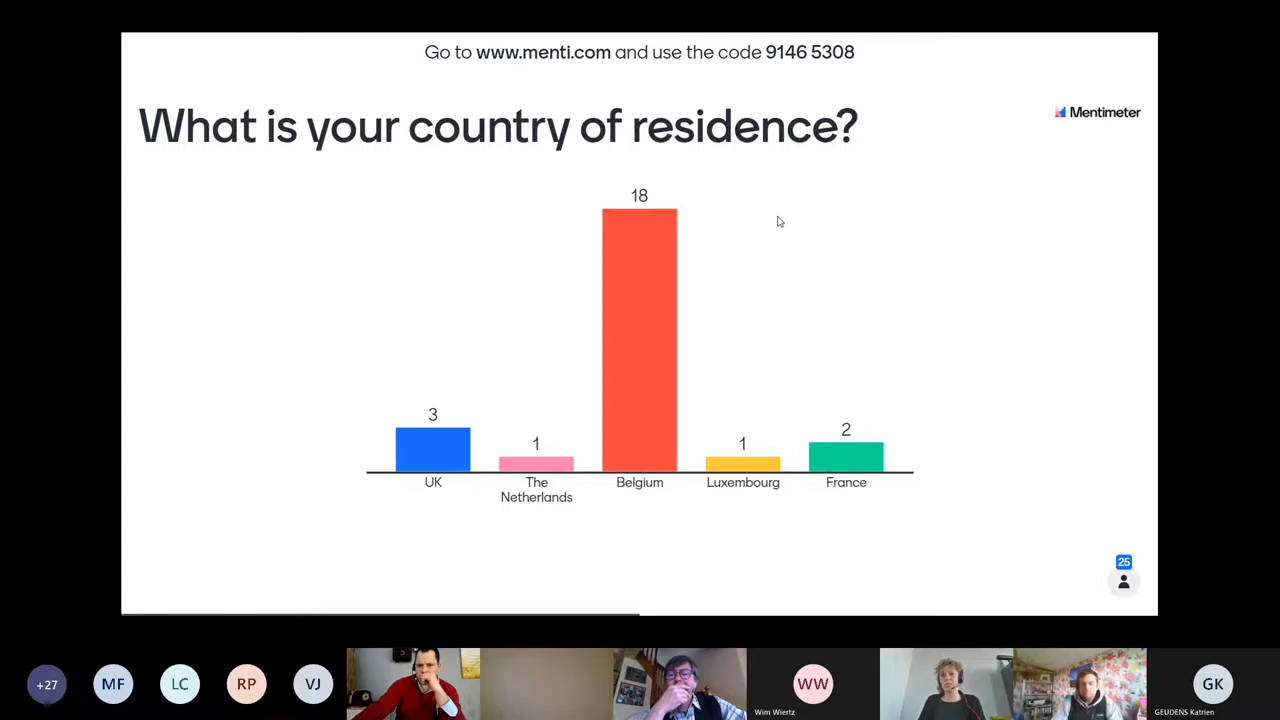 Go to www.menti.com and use the code 9146 5308
What is your country of residence?
Mentimeter
18
3
1
1
2
UK
The
Netherlands
Belgium
Luxembourg
France
25
+27
MF
LC
RP
VJ
WW
Wim Wiertz
GK
GEUDENS Katrien